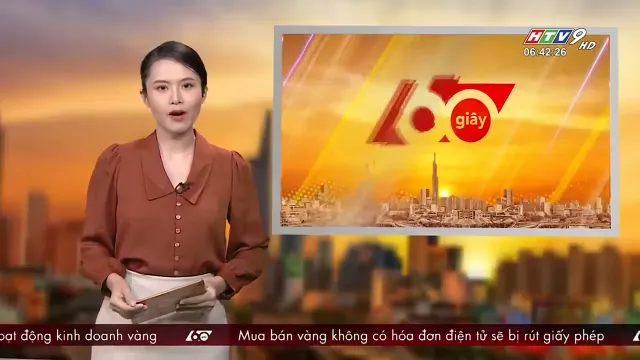 HTV9 HD
06:42:26
60 giây
oạt động kinh doanh vàng 60 Mua bán vàng không có hóa đơn điện tử sẽ bị rút giấy phép